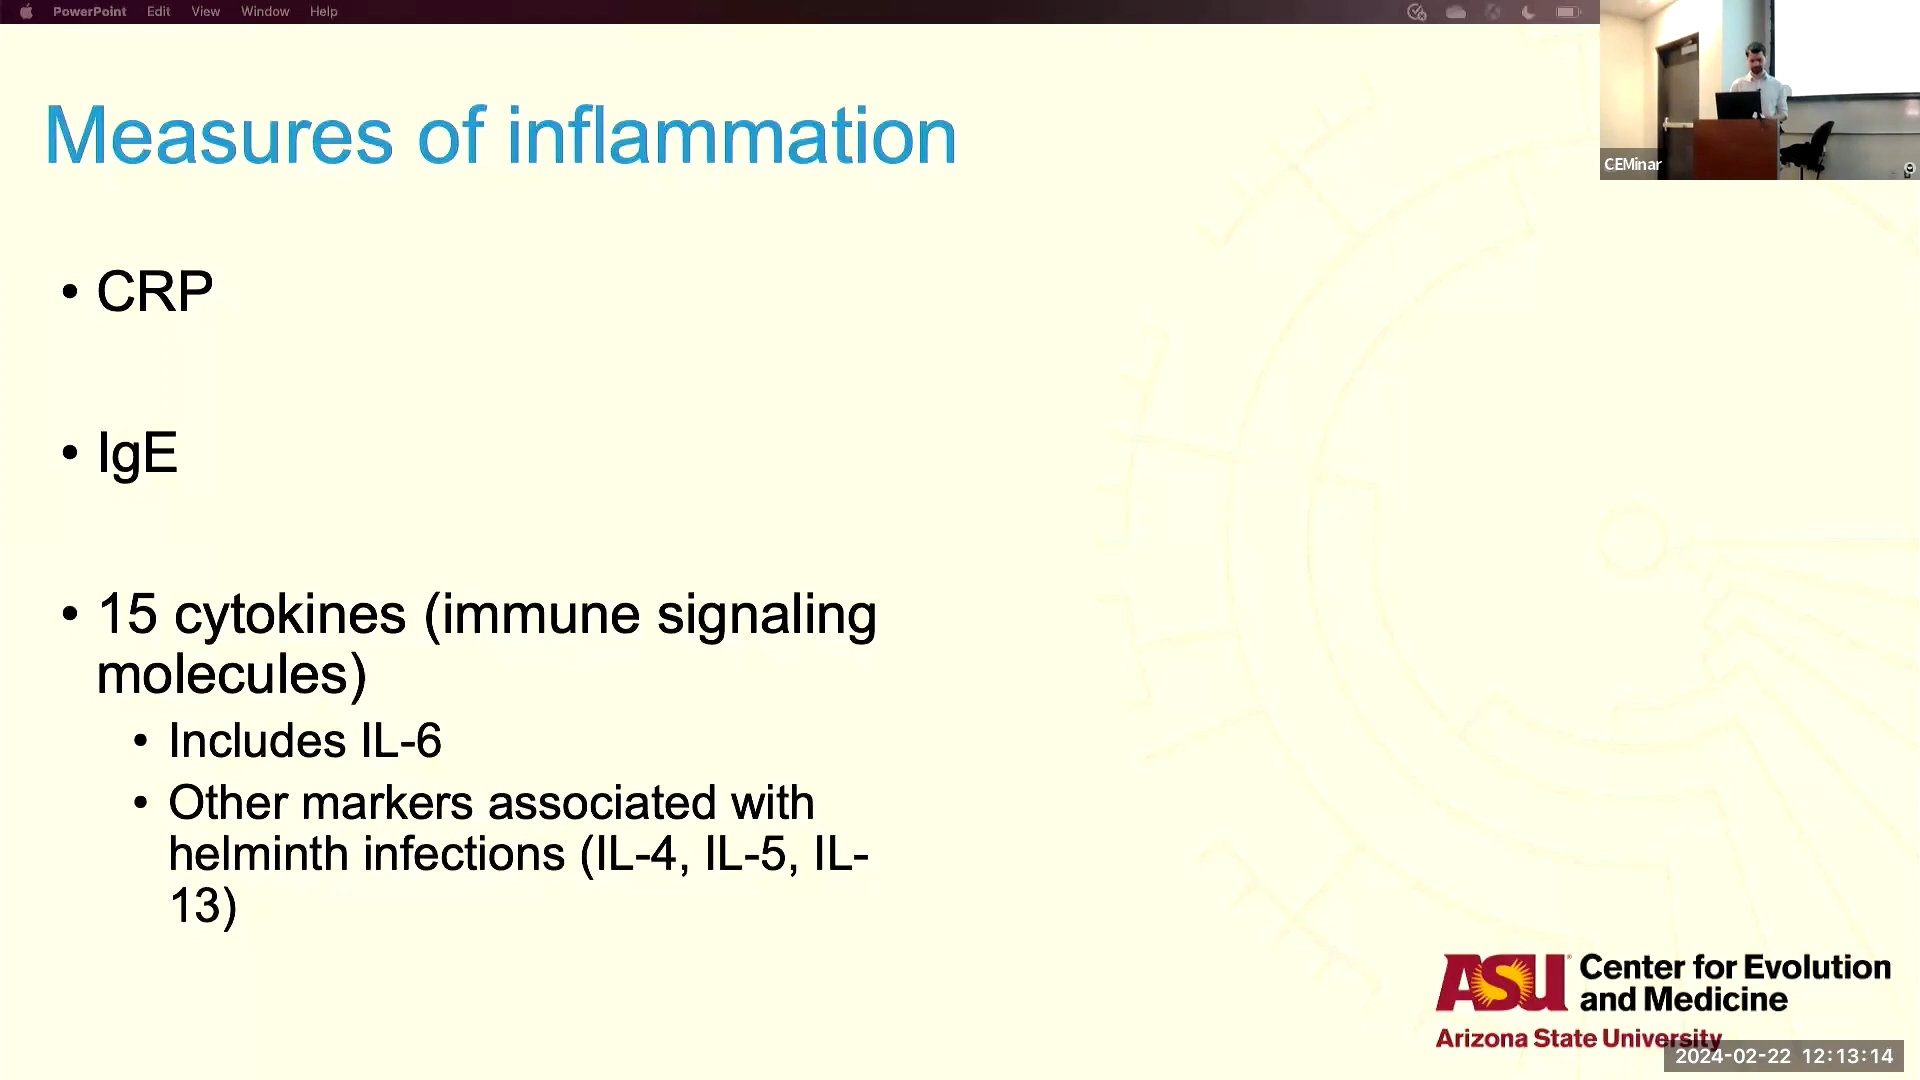 PowerPoint Edit View Window Help
CEMinar
Measures of inflammation
• CRP
• IgE
• 15 cytokines (immune signaling
molecules)
• Includes IL-6
• Other markers associated with
helminth infections (IL-4, IL-5, IL-
13)
ASU Center for Evolution
and Medicine
Arizona State University
2024-02-22 12:13:14